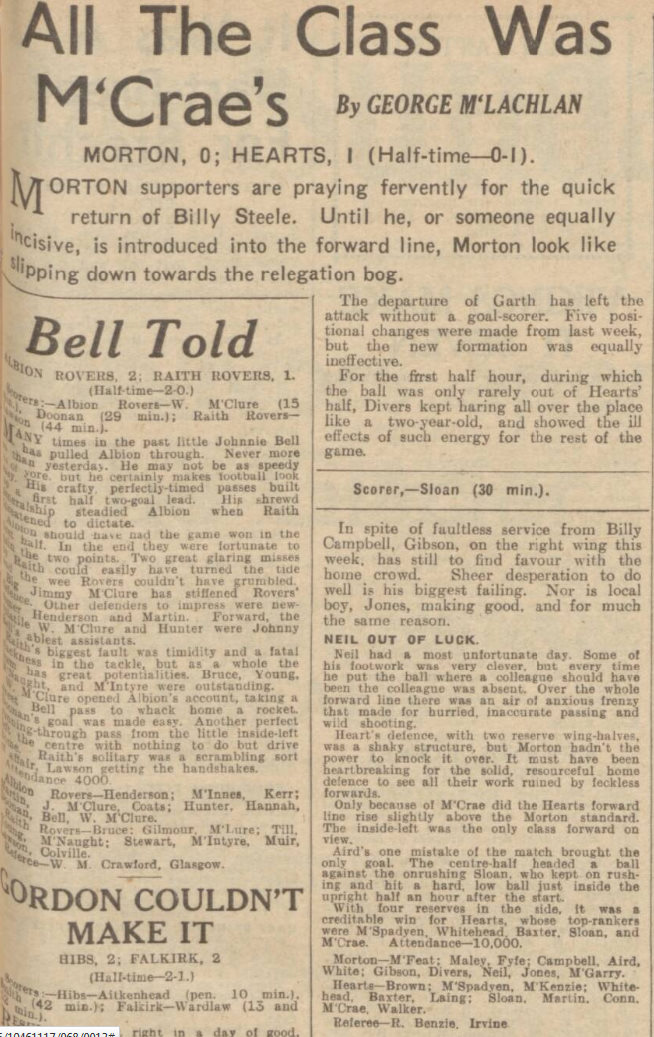 All The Class Was
M'Crae's By GEORGE M'LACHLAN
MORTON, 0; HEARTS, 1 (Half-time—0-1).
MORTON supporters are praying fervently for the quick
return of Billy Steele. Until he, or someone equally
incisive, is introduced into the forward line, Morton look like
slipping down towards the relegation bog.
Bell Told
ALBION ROVERS, 2; RAITH ROVERS, 1.
(Half-time—2-0.)
Scorers:—Albion Rovers—W. M'Clure (15
Doonan (29 min.); Raith Rovers—
(44 min.).
MANY times in the past little Johnnie Bell
has pulled Albion through. Never more
than yesterday. He may not be as speedy
yore, but he certainly makes football look
His crafty, perfectly-timed passes built
a first half two-goal lead. His shrewd
steadied Albion when Raith
to dictate.
should have had the game won in the
half. In the end they were fortunate to
the two points. Two great glaring misses
Raith could easily have turned the tide
the wee Rovers couldn't have grumbled.
Jimmy M'Clure has stiffened Rovers'
Other defenders to impress were new-
Henderson and Martin. Forward, the
W. M'Clure and Hunter were Johnny
ablest assistants.
biggest fault was timidity and a fatal
in the tackle, but as a whole the
has great potentialities. Bruce, Young,
and M'Intyre were outstanding.
M'Clure opened Albion's account, taking a
Bell pass to whack home a rocket.
goal was made easy. Another perfect
through pass from the little inside-left
the centre with nothing to do but drive
Raith's solitary was a scrambling sort
Lawson getting the handshakes.
Attendance 4000.
Rovers—Henderson; M'Innes, Kerr;
J. M'Clure, Coats; Hunter, Hannah,
Bell, W. M'Clure.
Rovers—Bruce; Gilmour, M'Lure; Till,
M'Naught; Stewart, M'Intyre, Muir,
Colville.
Referee—W. M. Crawford, Glasgow.
GORDON COULDN'T
MAKE IT
HIBS, 2; FALKIRK, 2
(Half-time—2-1.)
Scorers:—Hibs—Aitkenhead (pen. 10 min.),
(42 min.); Falkirk—Wardlaw (13 and
min.).
right in a day of good,
The departure of Garth has left the
attack without a goal-scorer. Five posi-
tional changes were made from last week,
but the new formation was equally
ineffective.
For the first half hour, during which
the ball was only rarely out of Hearts'
half, Divers kept haring all over the place
like a two-year-old, and showed the ill
effects of such energy for the rest of the
game.
Scorer,—Sloan (30 min.).
In spite of faultless service from Billy
Campbell, Gibson, on the right wing this
week, has still to find favour with the
home crowd. Sheer desperation to do
well is his biggest failing. Nor is local
boy, Jones, making good, and for much
the same reason.
NEIL OUT OF LUCK.
Neil had a most unfortunate day. Some of
his footwork was very clever, but every time
he put the ball where a colleague should have
been the colleague was absent. Over the whole
forward line there was an air of anxious frenzy
that made for hurried, inaccurate passing and
wild shooting.
Heart's defence, with two reserve wing-halves,
was a shaky structure, but Morton hadn't the
power to knock it over. It must have been
heartbreaking for the solid, resourceful home
defence to see all their work ruined by feckless
forwards.
Only because of M'Crae did the Hearts forward
line rise slightly above the Morton standard.
The inside-left was the only class forward on
view.
Aird's one mistake of the match brought the
only goal. The centre-half headed a ball
against the onrushing Sloan, who kept on rush-
ing and hit a hard, low ball just inside the
upright half an hour after the start.
With four reserves in the side, it was a
creditable win for Hearts, whose top-rankers
were M'Spadyen, Whitehead, Baxter, Sloan, and
M'Crae. Attendance—10,000.
Morton—M'Feat; Maley, Fyfe; Campbell, Aird,
White; Gibson, Divers, Neil, Jones, M'Garry.
Hearts—Brown; M'Spadyen, M'Kenzie; White-
head, Baxter, Laing; Sloan, Martin, Conn,
M'Crae, Walker.
Referee—R. Benzie, Irvine